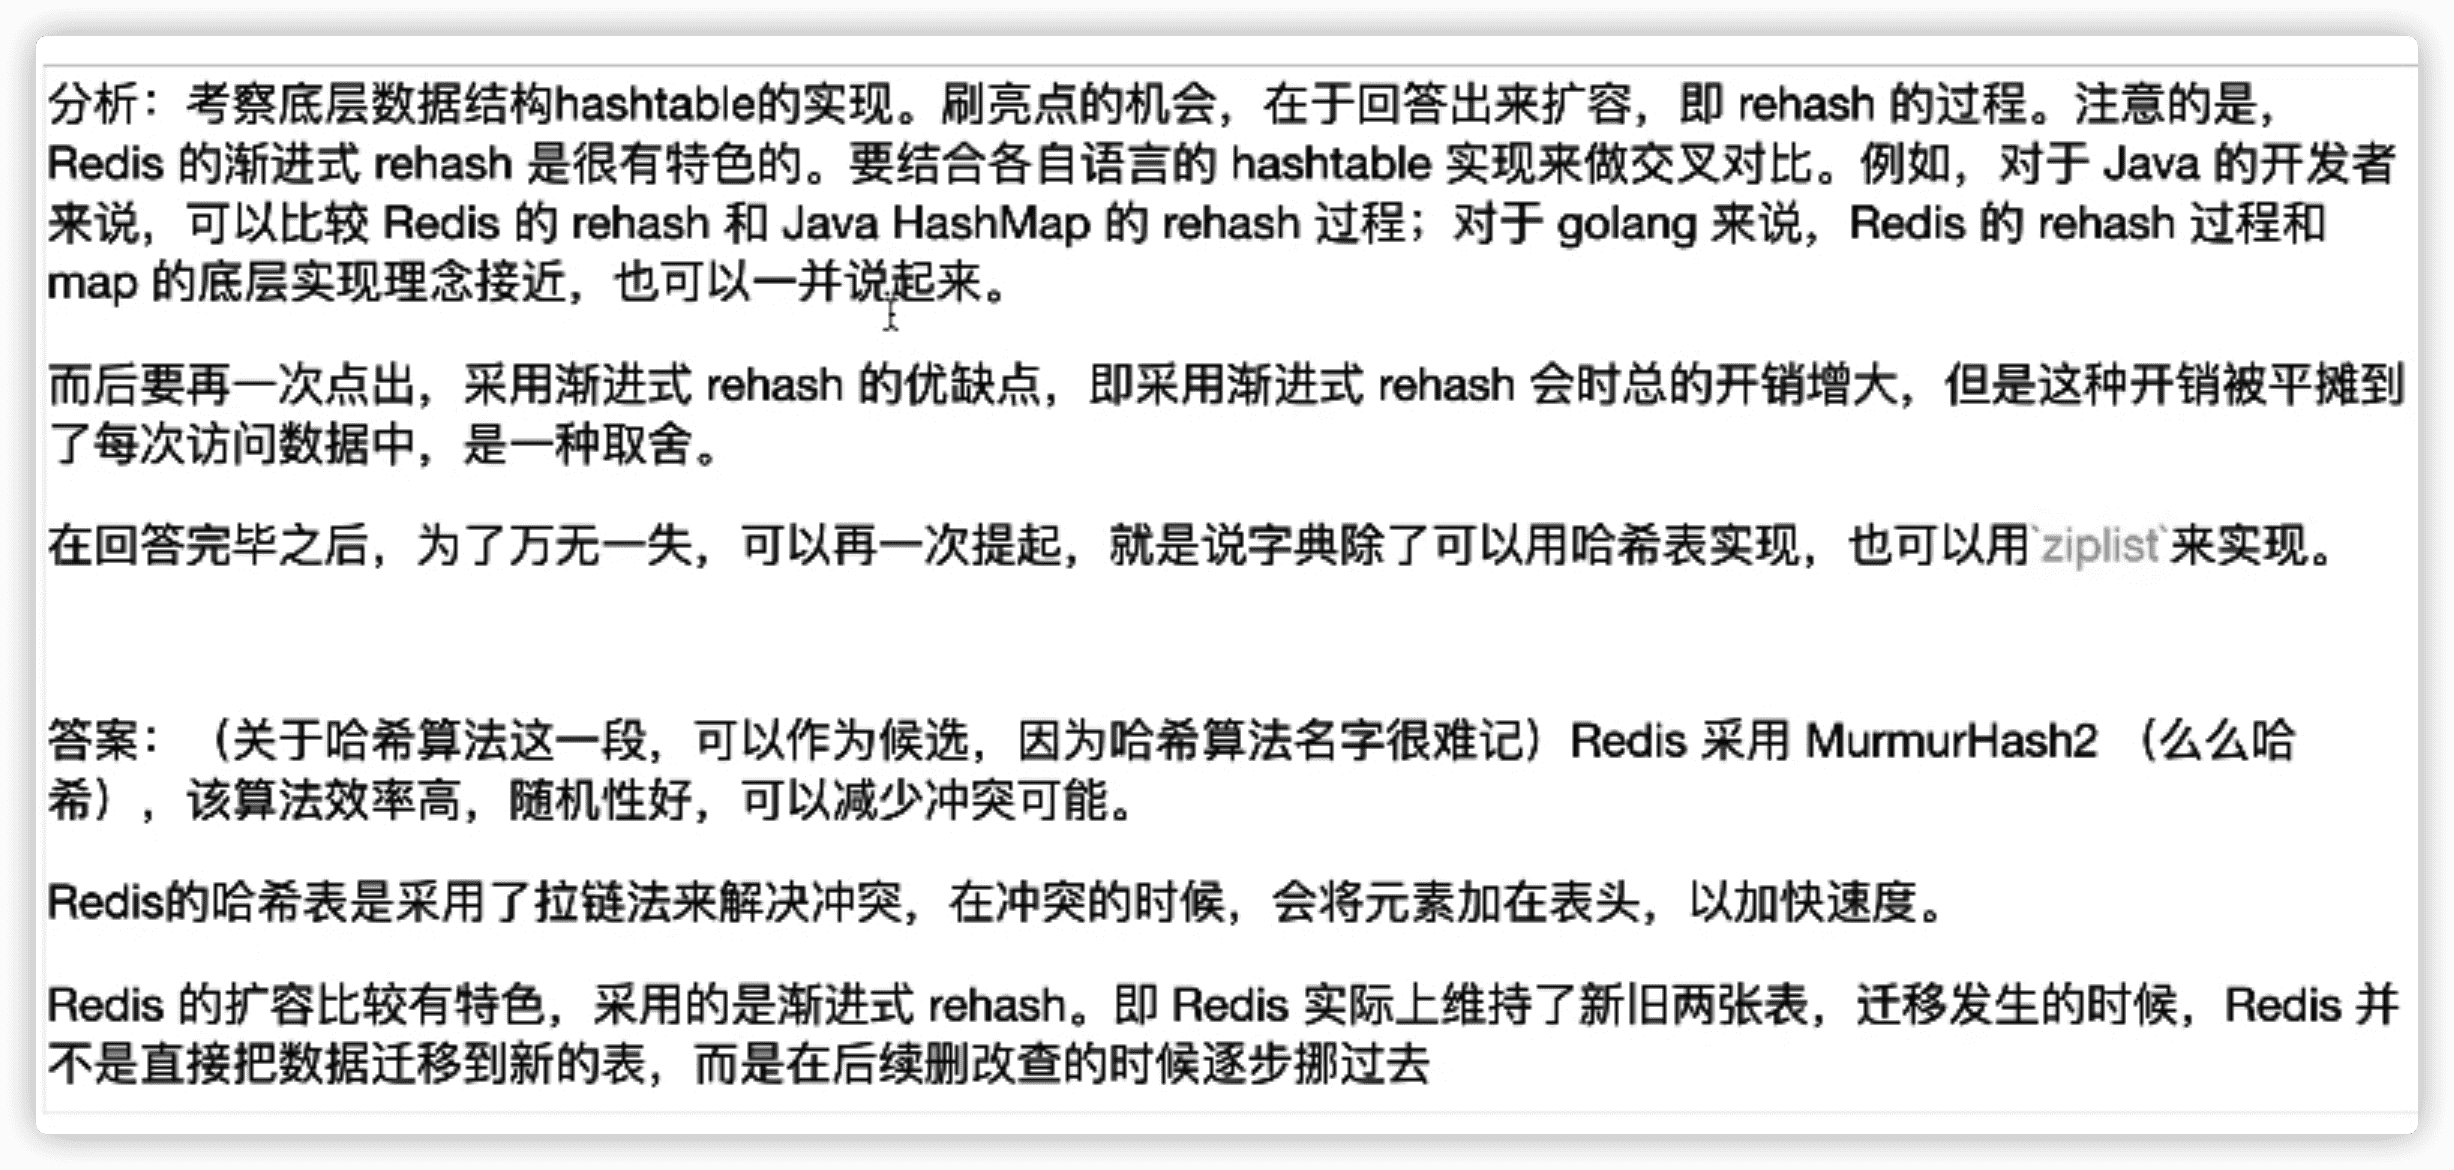 分析：考察底层数据结构hashtable的实现。刷亮点的机会，在于回答出来扩容，即 rehash 的过程。注意的是，
Redis 的渐进式 rehash 是很有特色的。要结合各自语言的 hashtable 实现来做交叉对比。例如，对于 Java 的开发者
来说，可以比较 Redis 的 rehash 和 Java HashMap 的 rehash 过程；对于 golang 来说，Redis 的 rehash 过程和
map 的底层实现理念接近，也可以一并说起来。
而后要再一次点出，采用渐进式 rehash 的优缺点，即采用渐进式 rehash 会时总的开销增大，但是这种开销被平摊到
了每次访问数据中，是一种取舍。
在回答完毕之后，为了万无一失，可以再一次提起，就是说字典除了可以用哈希表实现，也可以用`ziplist`来实现。
答案：（关于哈希算法这一段，可以作为候选，因为哈希算法名字很难记）Redis 采用 MurmurHash2 （么么哈
希），该算法效率高，随机性好，可以减少冲突可能。
Redis的哈希表是采用了拉链法来解决冲突，在冲突的时候，会将元素加在表头，以加快速度。
Redis 的扩容比较有特色，采用的是渐进式 rehash。即 Redis 实际上维持了新旧两张表，迁移发生的时候，Redis 并
不是直接把数据迁移到新的表，而是在后续删改查的时候逐步挪过去